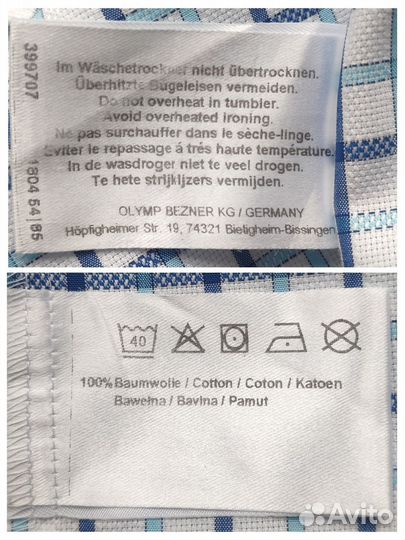 Im Wäschetrockner nicht übertrocknen.
Überhitzte Bügeleisen vermeiden.
Do not overheat in tumbler.
Avoid overheated ironing.
Ne pas surchauffer dans le sèche-linge.
Eviter le repassage á trés haute température.
In de wasdroger niet te veel drogen.
Te hete strijkijzers vermijden.
OLYMP BEZNER KG / GERMANY
Höpfigheimer Str. 19, 74321 Bietigheim-Bissingen
399707
1804 54|85
40
100% Baumwolle / Cotton / Coton / Katoen
Bawełna / Bavlna / Pamut
Avito